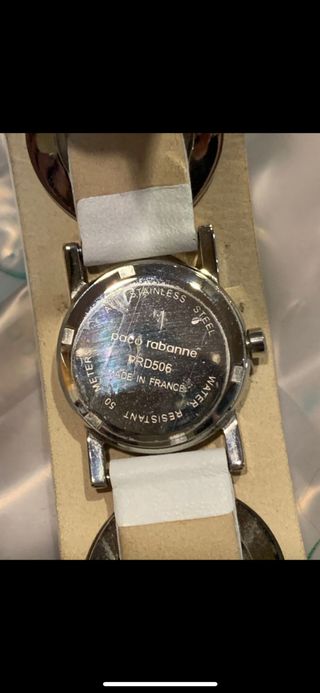 STAINLESS STEEL
paco rabanne
PRD506
MADE IN FRANCE
WATER RESISTANT 50 METERS